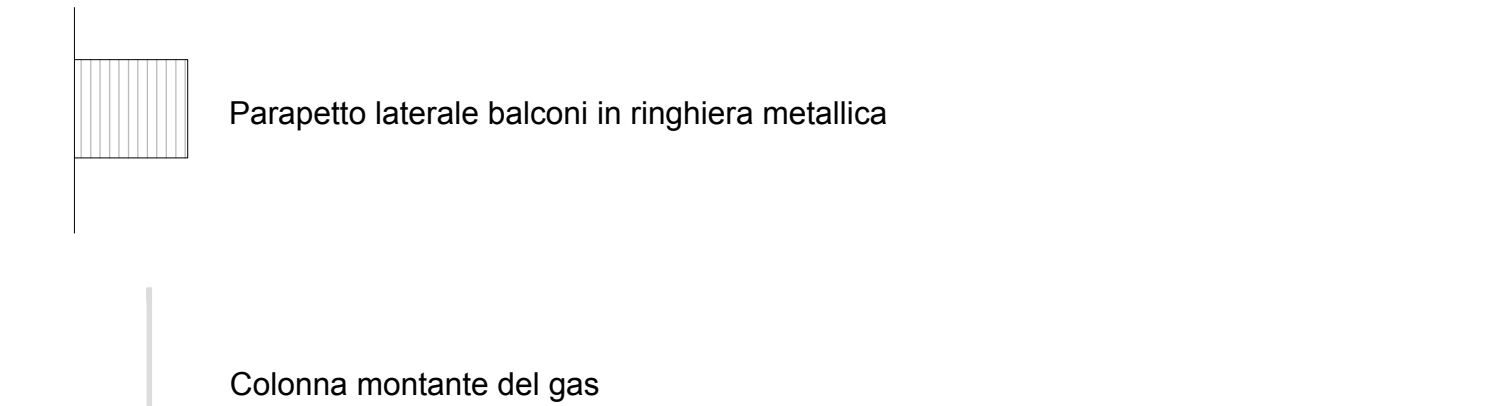 Parapetto laterale balconi in ringhiera metallica
Colonna montante del gas